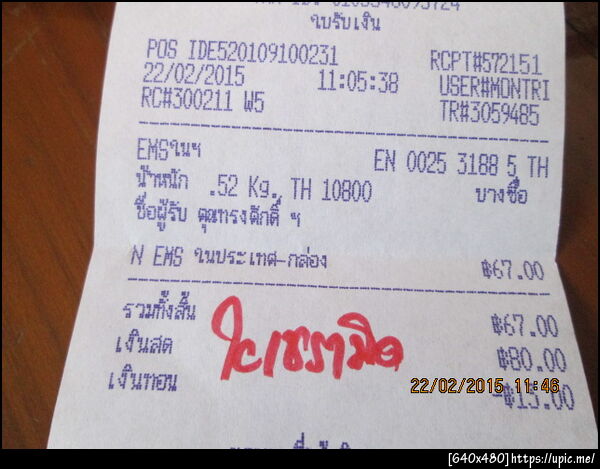 ใบรับเงิน
POS IDE520109100231 RCPT#572151
22/02/2015 11:05:38 USER#MONTRI
RC#300211 W5 TR#3059485
EMSในฯ EN 0025 3188 5 TH
น้ำหนัก .52 Kg., TH 10800 บางซื่อ
ชื่อผู้รับ คุณทรงศักดิ์ ฯ
N EMS ในประเทศ-กล่อง ฿67.00
รวมทั้งสิ้น ฿67.00
เงินสด ฿80.00
เงินทอน -฿13.00
22/02/2015 11:46
[640x480]https://upic.me/